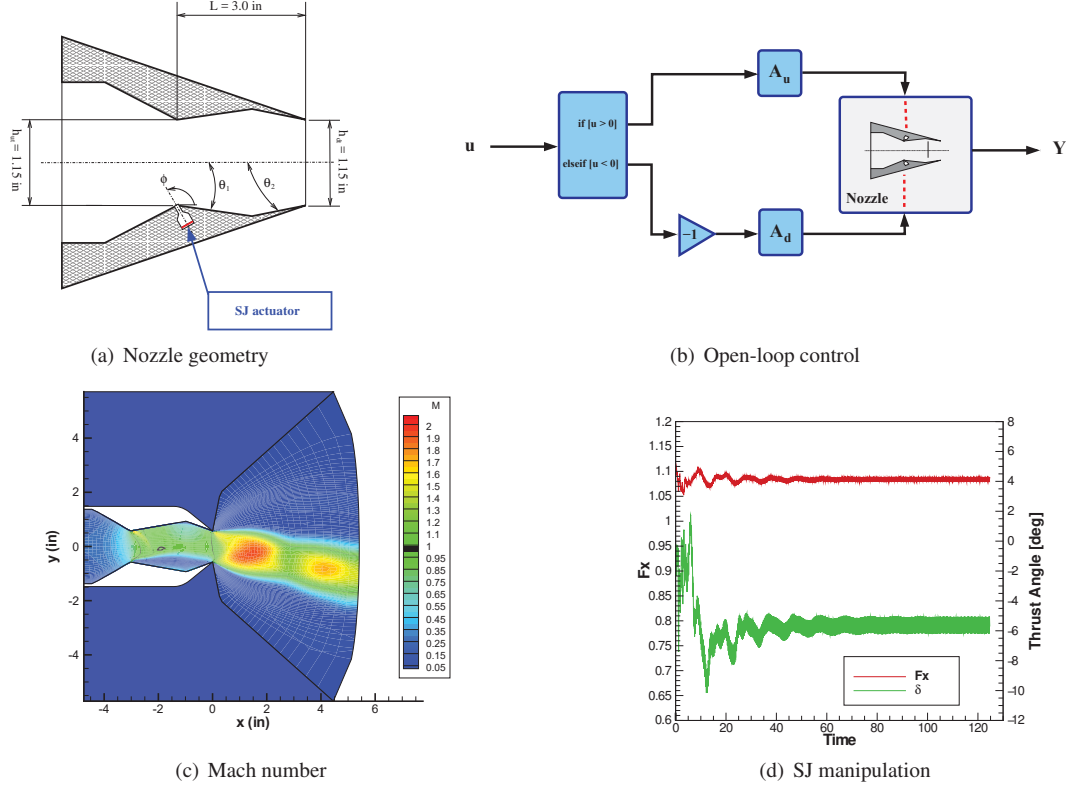 L = 3.0 in
h_ut = 1.15 in
h_dt = 1.15 in
ϕ
θ₁
θ₂
SJ actuator
(a) Nozzle geometry
u
if [u > 0]
elseif [u < 0]
A_u
−1
A_d
Nozzle
Y
(b) Open-loop control
M
2
1.9
1.8
1.7
1.6
1.5
1.4
1.3
1.2
1.1
1
0.95
0.85
0.75
0.65
0.55
0.45
0.35
0.25
0.15
0.05
y (in)
4
2
0
-2
-4
-4
-2
0
2
4
6
x (in)
(c) Mach number
Fx
1.2
1.15
1.1
1.05
1
0.95
0.9
0.85
0.8
0.75
0.7
0.65
0.6
0
20
40
60
80
100
120
Time
8
6
4
2
0
−2
−4
−6
−8
−10
−12
Thrust Angle [deg]
Fx
δ
(d) SJ manipulation